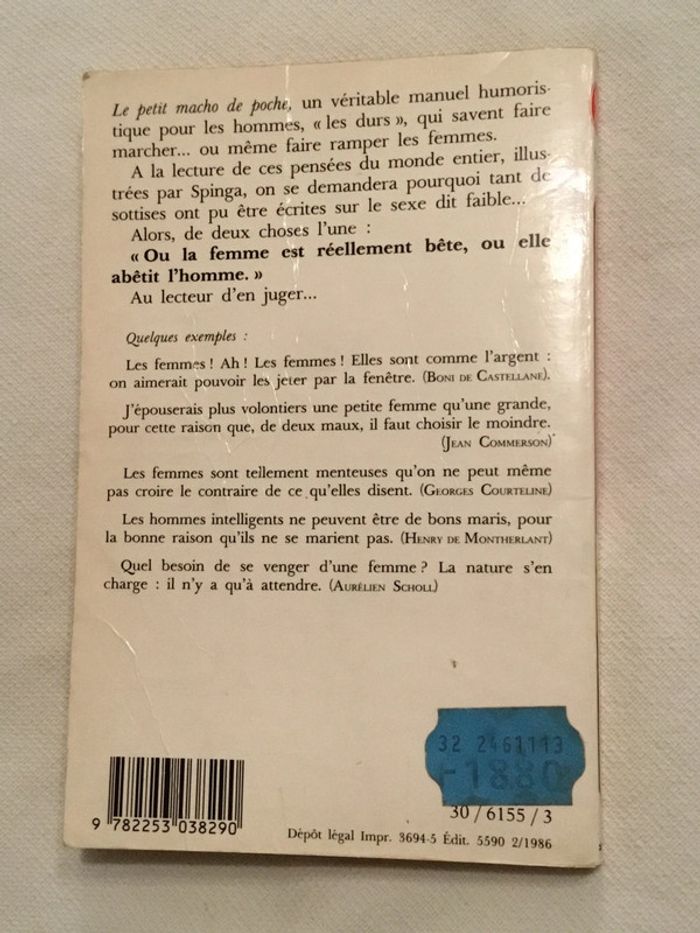 Le petit macho de poche, un véritable manuel humoris-
tique pour les hommes, « les durs », qui savent faire
marcher... ou même faire ramper les femmes.
A la lecture de ces pensées du monde entier, illus-
trées par Spinga, on se demandera pourquoi tant de
sottises ont pu être écrites sur le sexe dit faible...
Alors, de deux choses l'une :
« Ou la femme est réellement bête, ou elle
abêtit l'homme. »
Au lecteur d'en juger...
Quelques exemples :
Les femmes ! Ah ! Les femmes ! Elles sont comme l'argent :
on aimerait pouvoir les jeter par la fenêtre. (BONI DE CASTELLANE).
J'épouserais plus volontiers une petite femme qu'une grande,
pour cette raison que, de deux maux, il faut choisir le moindre.
(JEAN COMMERSON)
Les femmes sont tellement menteuses qu'on ne peut même
pas croire le contraire de ce qu'elles disent. (GEORGES COURTELINE)
Les hommes intelligents ne peuvent être de bons maris, pour
la bonne raison qu'ils ne se marient pas. (HENRY DE MONTHERLANT)
Quel besoin de se venger d'une femme ? La nature s'en
charge : il n'y a qu'à attendre. (AURÉLIEN SCHOLL)
32 2461113
-1880
30 / 6155 / 3
9 782253 038290
Dépôt légal Impr. 3694-5 Édit. 5590 2/1986